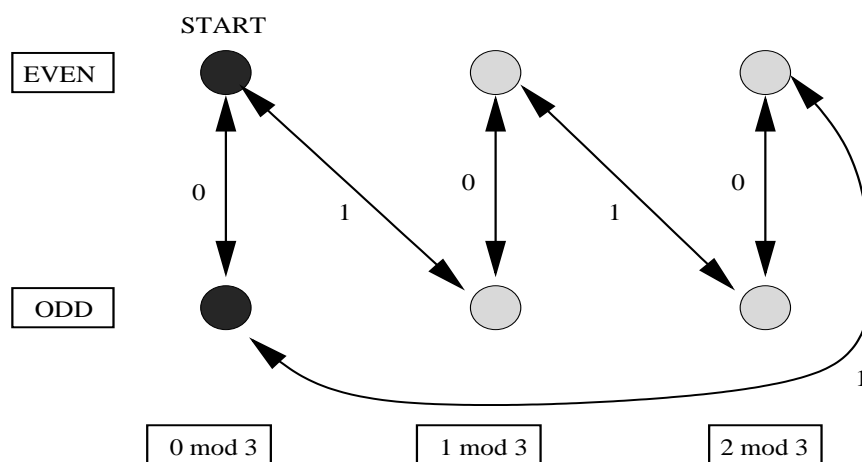 START
EVEN
0
1
0
1
0
ODD
1
0 mod 3
1 mod 3
2 mod 3